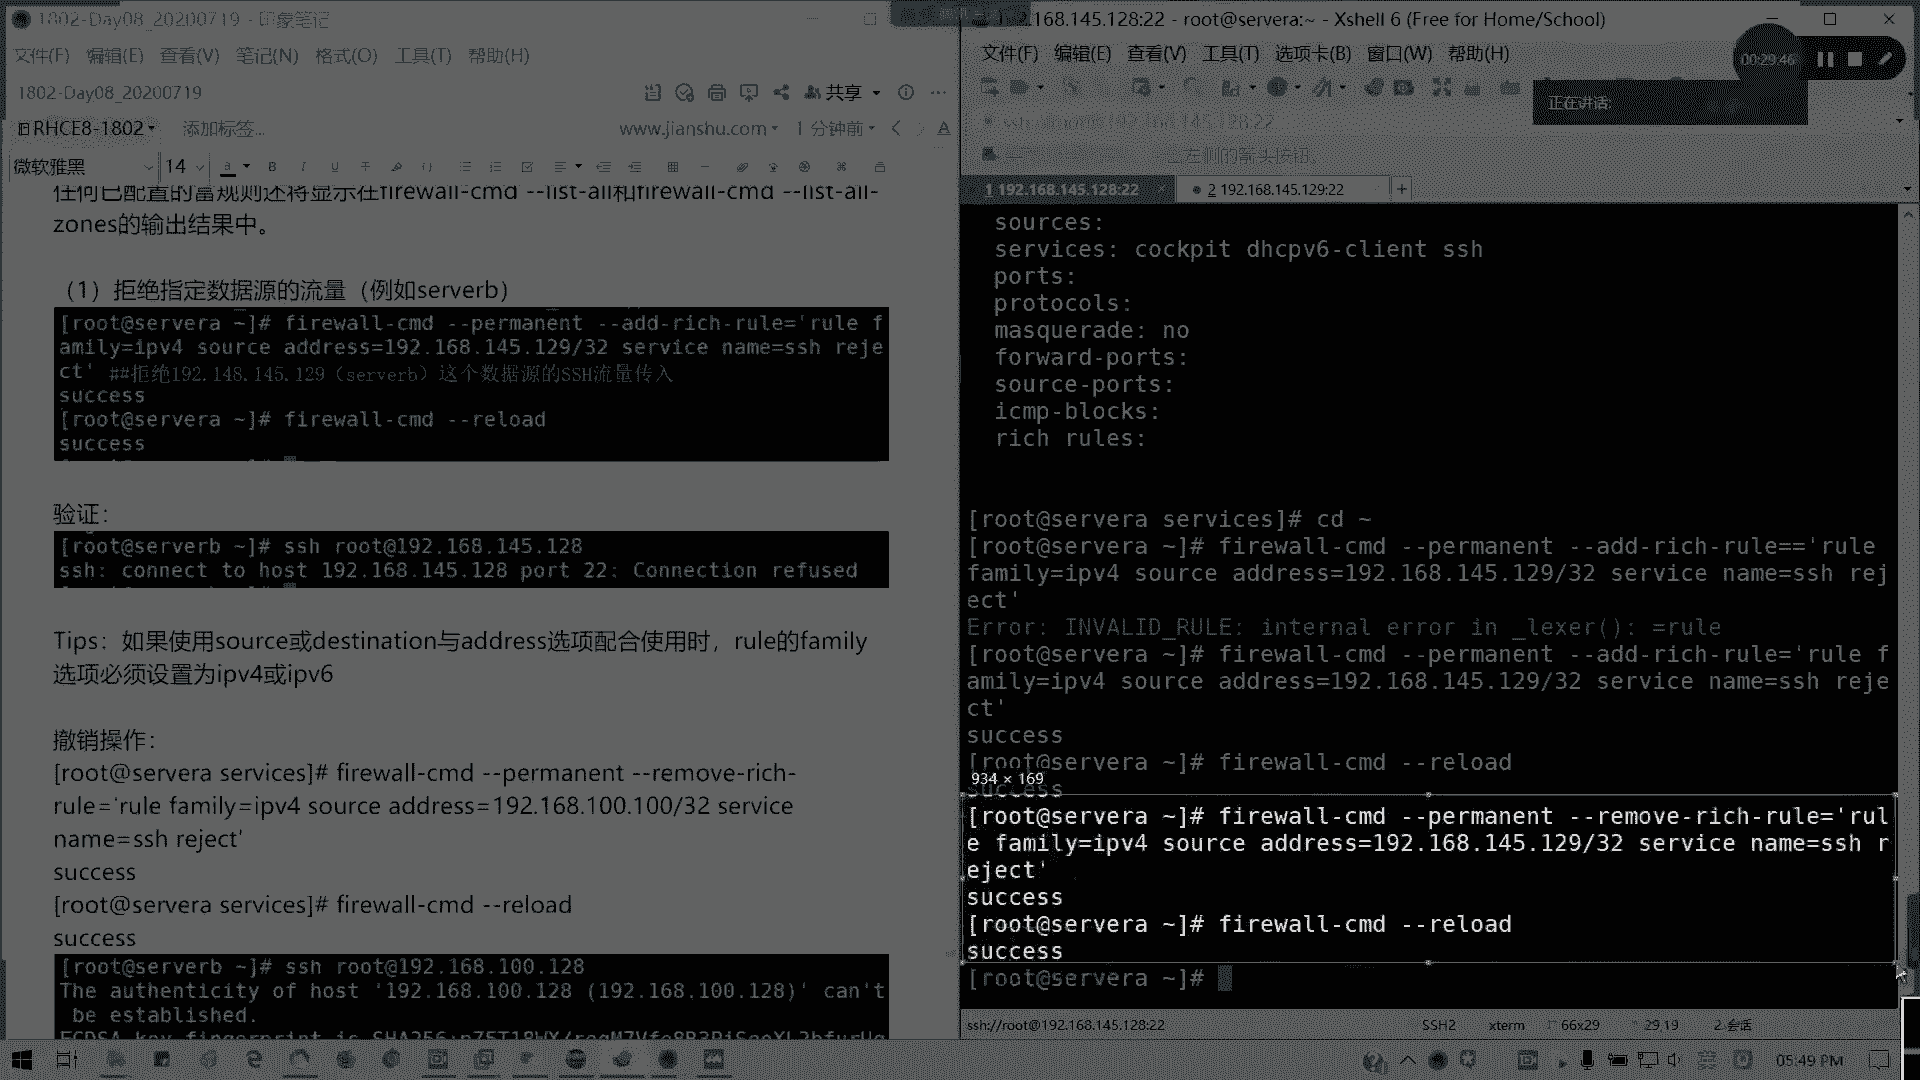 1802-Day08_20200719 - 印象笔记
文件(F) 编辑(E) 查看(V) 笔记(N) 格式(O) 工具(T) 帮助(H)
1802-Day08_20200719
共享
RHCE8-1802
添加标签...
www.jianshu.com
1 分钟前
微软雅黑
14
任何已配置的富规则还将显示在firewall-cmd --list-all和firewall-cmd --list-all-
zones的输出结果中。
（1）拒绝指定数据源的流量（例如serverb）
[root@servera ~]# firewall-cmd --permanent --add-rich-rule='rule f
amily=ipv4 source address=192.168.145.129/32 service name=ssh reje
ct' ##拒绝192.148.145.129（serverb）这个数据源的SSH流量传入
success
[root@servera ~]# firewall-cmd --reload
success
验证：
[root@serverb ~]# ssh root@192.168.145.128
ssh: connect to host 192.168.145.128 port 22: Connection refused
Tips：如果使用source或destination与address选项配合使用时，rule的family
选项必须设置为ipv4或ipv6
撤销操作：
[root@servera services]# firewall-cmd --permanent --remove-rich-
rule='rule family=ipv4 source address=192.168.100.100/32 service
name=ssh reject'
success
[root@servera services]# firewall-cmd --reload
success
[root@serverb ~]# ssh root@192.168.100.128
The authenticity of host '192.168.100.128 (192.168.100.128)' can't
be established.
.168.145.128:22 - root@servera:~ - Xshell 6 (Free for Home/School)
文件(F) 编辑(E) 查看(V) 工具(T) 选项卡(B) 窗口(W) 帮助(H)
00:29:46
正在讲话:
左侧的箭头按钮。
1 192.168.145.128:22
2 192.168.145.129:22
sources:
services: cockpit dhcpv6-client ssh
ports:
protocols:
masquerade: no
forward-ports:
source-ports:
icmp-blocks:
rich rules:
[root@servera services]# cd ~
[root@servera ~]# firewall-cmd --permanent --add-rich-rule=='rule
family=ipv4 source address=192.168.145.129/32 service name=ssh rej
ect'
Error: INVALID_RULE: internal error in _lexer(): =rule
[root@servera ~]# firewall-cmd --permanent --add-rich-rule='rule f
amily=ipv4 source address=192.168.145.129/32 service name=ssh reje
ct'
success
[root@servera ~]# firewall-cmd --reload
934 × 169
success
[root@servera ~]# firewall-cmd --permanent --remove-rich-rule='rul
e family=ipv4 source address=192.168.145.129/32 service name=ssh r
eject'
success
[root@servera ~]# firewall-cmd --reload
success
[root@servera ~]#
ssh://root@192.168.145.128:22
SSH2
xterm
66x29
29,19
2 会话
05:49 PM